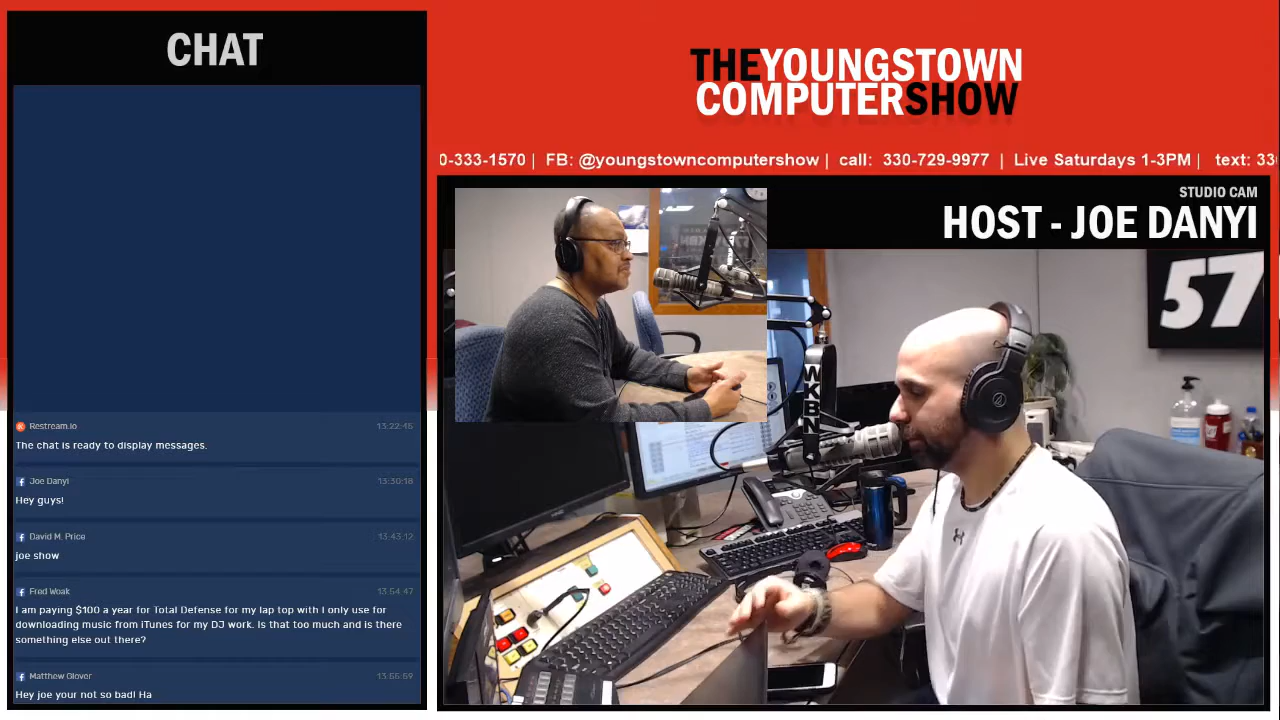 CHAT
Restream.io 13:22:45
The chat is ready to display messages.
Joe Danyi 13:30:18
Hey guys!
David M. Price 13:43:12
joe show
Fred Woak 13:54:47
I am paying $100 a year for Total Defense for my lap top with I only use for
downloading music from iTunes for my DJ work. Is that too much and is there
something else out there?
Matthew Glover 13:55:59
Hey joe your not so bad! Ha
THEYOUNGSTOWN
COMPUTERSHOW
0-333-1570 | FB: @youngstowncomputershow | call: 330-729-9977 | Live Saturdays 1-3PM | text: 33
STUDIO CAM
HOST - JOE DANYI
57
WKBN